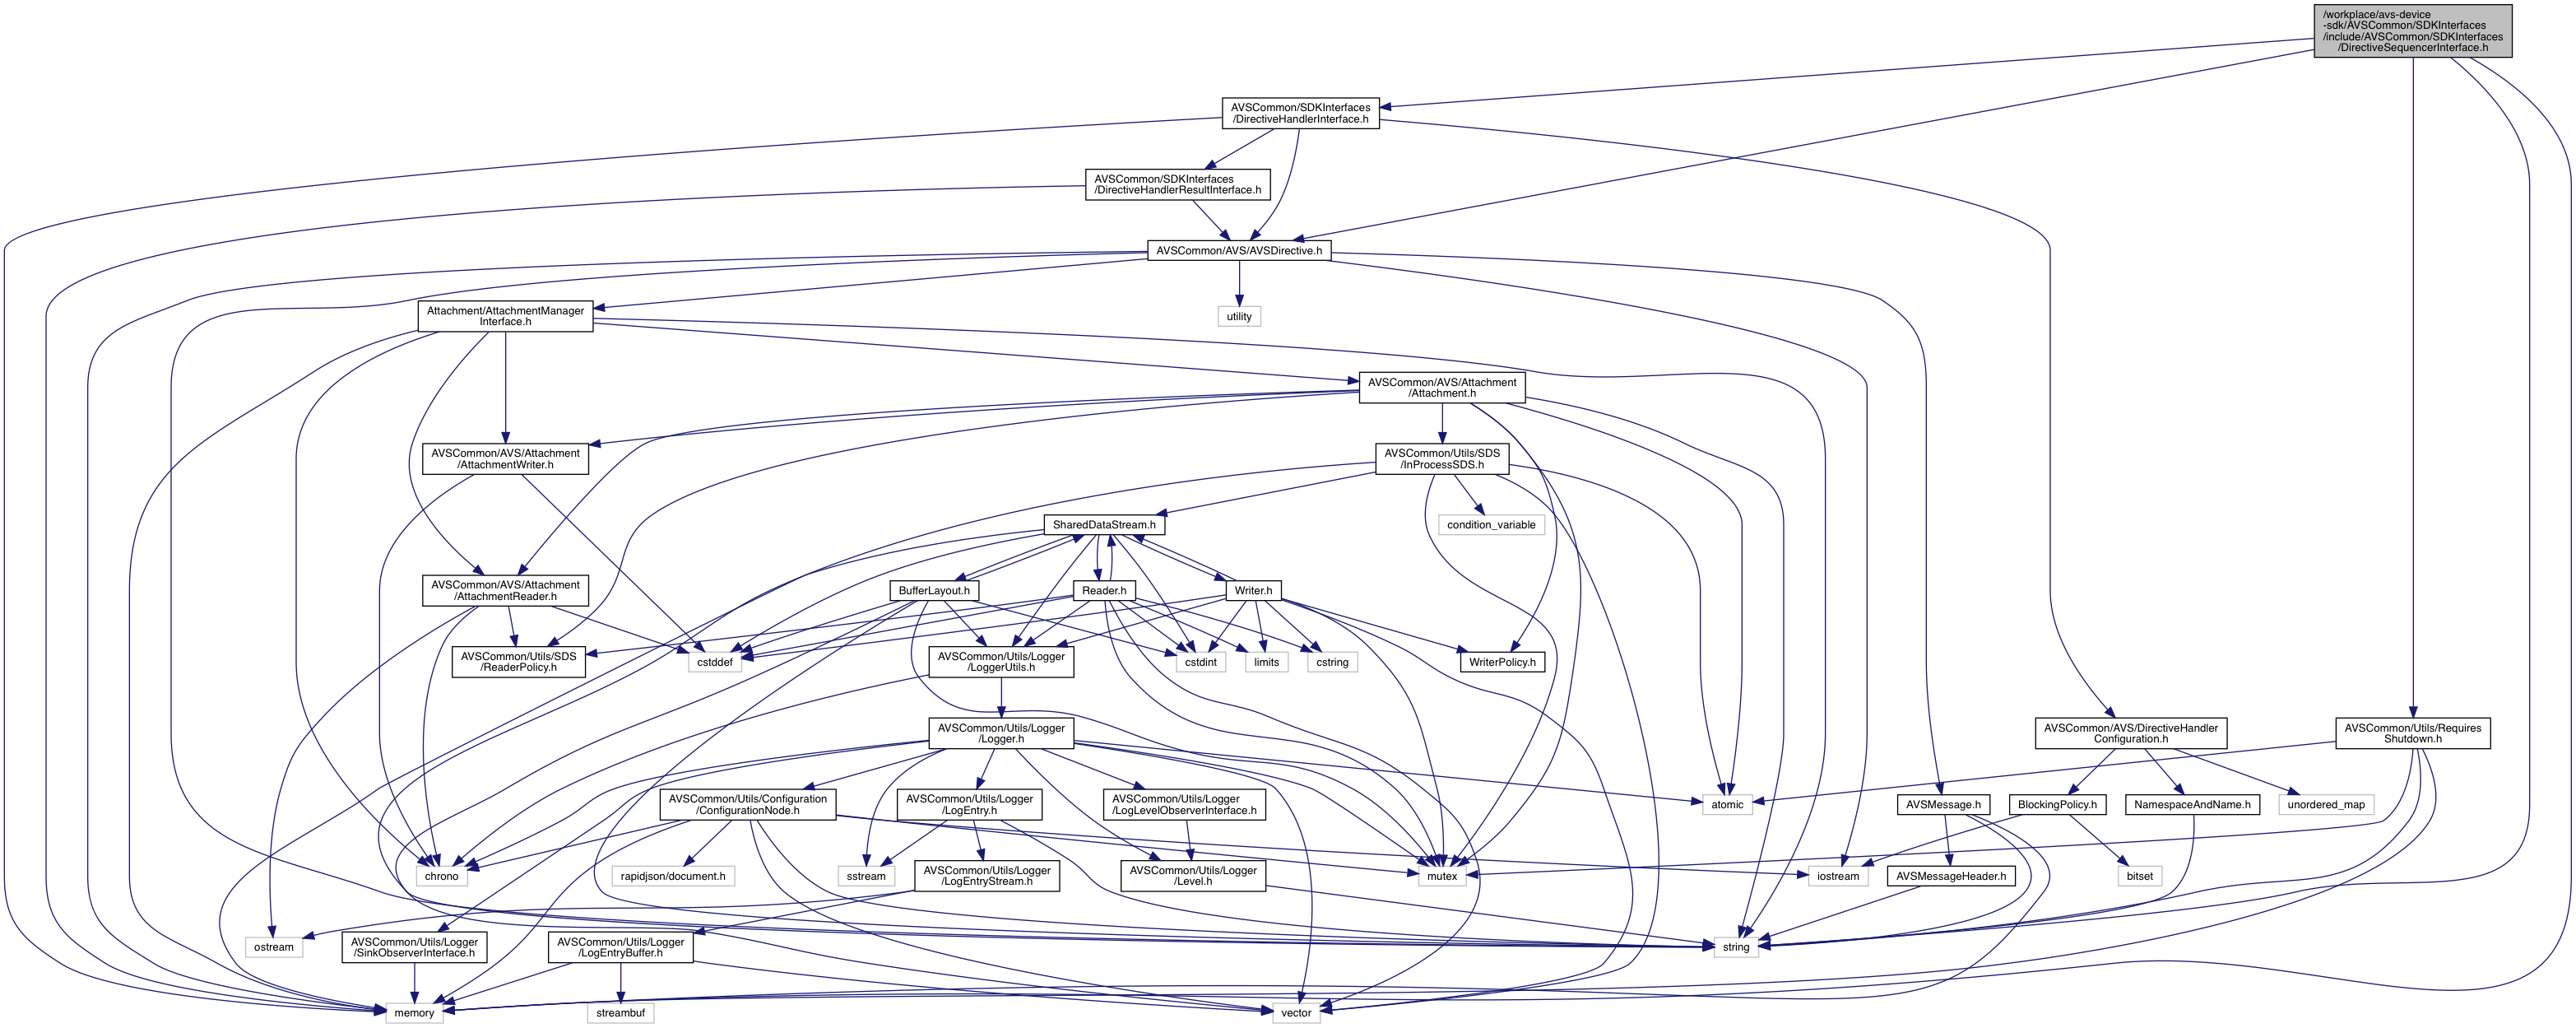 /workplace/avs-device
-sdk/AVSCommon/SDKInterfaces
/include/AVSCommon/SDKInterfaces
/DirectiveSequencerInterface.h
AVSCommon/SDKInterfaces
/DirectiveHandlerInterface.h
AVSCommon/SDKInterfaces
/DirectiveHandlerResultInterface.h
AVSCommon/AVS/AVSDirective.h
Attachment/AttachmentManager
Interface.h
utility
AVSCommon/AVS/Attachment
/Attachment.h
AVSCommon/AVS/Attachment
/AttachmentWriter.h
AVSCommon/Utils/SDS
/InProcessSDS.h
SharedDataStream.h
condition_variable
AVSCommon/AVS/Attachment
/AttachmentReader.h
BufferLayout.h
Reader.h
Writer.h
AVSCommon/Utils/SDS
/ReaderPolicy.h
cstddef
AVSCommon/Utils/Logger
/LoggerUtils.h
cstdint
limits
cstring
WriterPolicy.h
AVSCommon/Utils/Logger
/Logger.h
AVSCommon/AVS/DirectiveHandler
Configuration.h
AVSCommon/Utils/Requires
Shutdown.h
AVSCommon/Utils/Configuration
/ConfigurationNode.h
AVSCommon/Utils/Logger
/LogEntry.h
AVSCommon/Utils/Logger
/LogLevelObserverInterface.h
atomic
AVSMessage.h
BlockingPolicy.h
NamespaceAndName.h
unordered_map
chrono
rapidjson/document.h
sstream
AVSCommon/Utils/Logger
/LogEntryStream.h
AVSCommon/Utils/Logger
/Level.h
mutex
iostream
AVSMessageHeader.h
bitset
ostream
AVSCommon/Utils/Logger
/SinkObserverInterface.h
AVSCommon/Utils/Logger
/LogEntryBuffer.h
string
memory
streambuf
vector